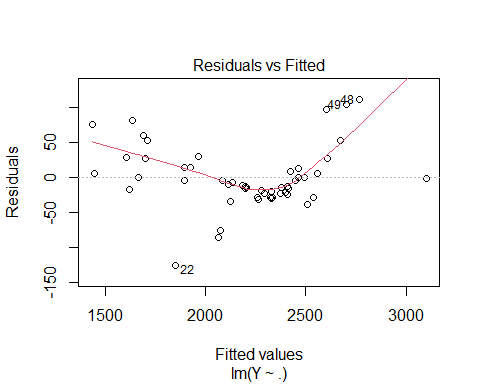 Residuals vs Fitted
Residuals
50
0
-50
-150
49
48
22
1500 2000 2500 3000
Fitted values
lm(Y ~ .)